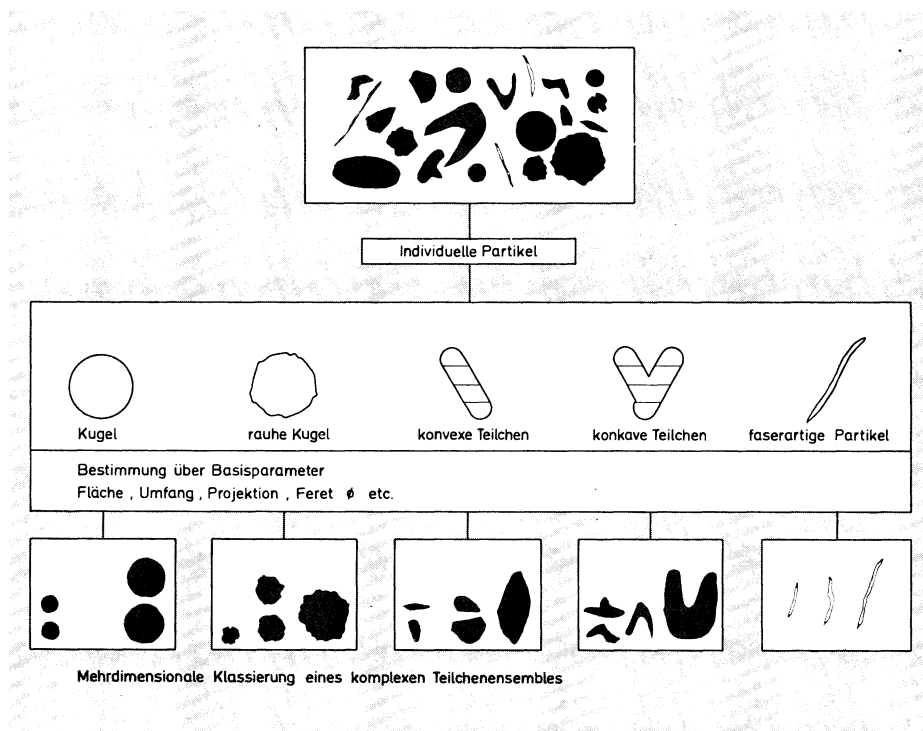 Individuelle Partikel
Kugel
rauhe Kugel
konvexe Teilchen
konkave Teilchen
faserartige Partikel
Bestimmung über Basisparameter
Fläche , Umfang , Projektion , Feret ϕ etc.
Mehrdimensionale Klassierung eines komplexen Teilchenensembles